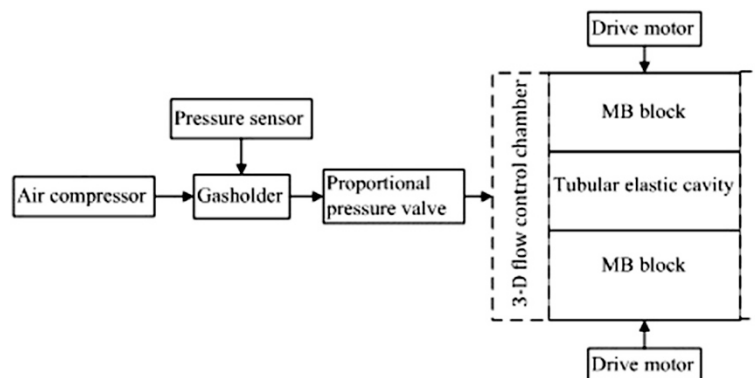 Drive motor
3-D flow control chamber
MB block
Pressure sensor
Air compressor
Gasholder
Proportional
pressure valve
Tubular elastic cavity
MB block
Drive motor